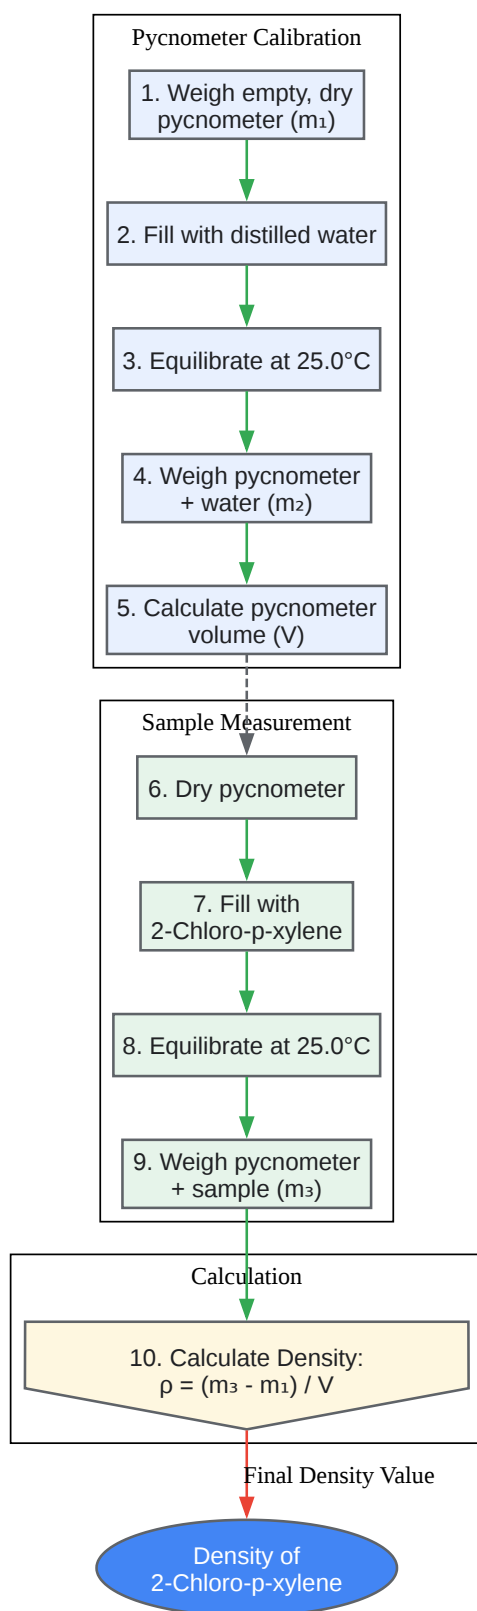 Pycnometer Calibration
1. Weigh empty, dry
pycnometer (m₁)
2. Fill with distilled water
3. Equilibrate at 25.0°C
4. Weigh pycnometer
+ water (m₂)
5. Calculate pycnometer
volume (V)
Sample Measurement
6. Dry pycnometer
7. Fill with
2-Chloro-p-xylene
8. Equilibrate at 25.0°C
9. Weigh pycnometer
+ sample (m₃)
Calculation
10. Calculate Density:
ρ = (m₃ - m₁) / V
Final Density Value
Density of
2-Chloro-p-xylene